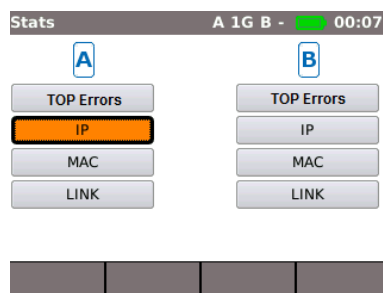 Stats A 1G B - 00:07
A B
TOP Errors TOP Errors
IP IP
MAC MAC
LINK LINK